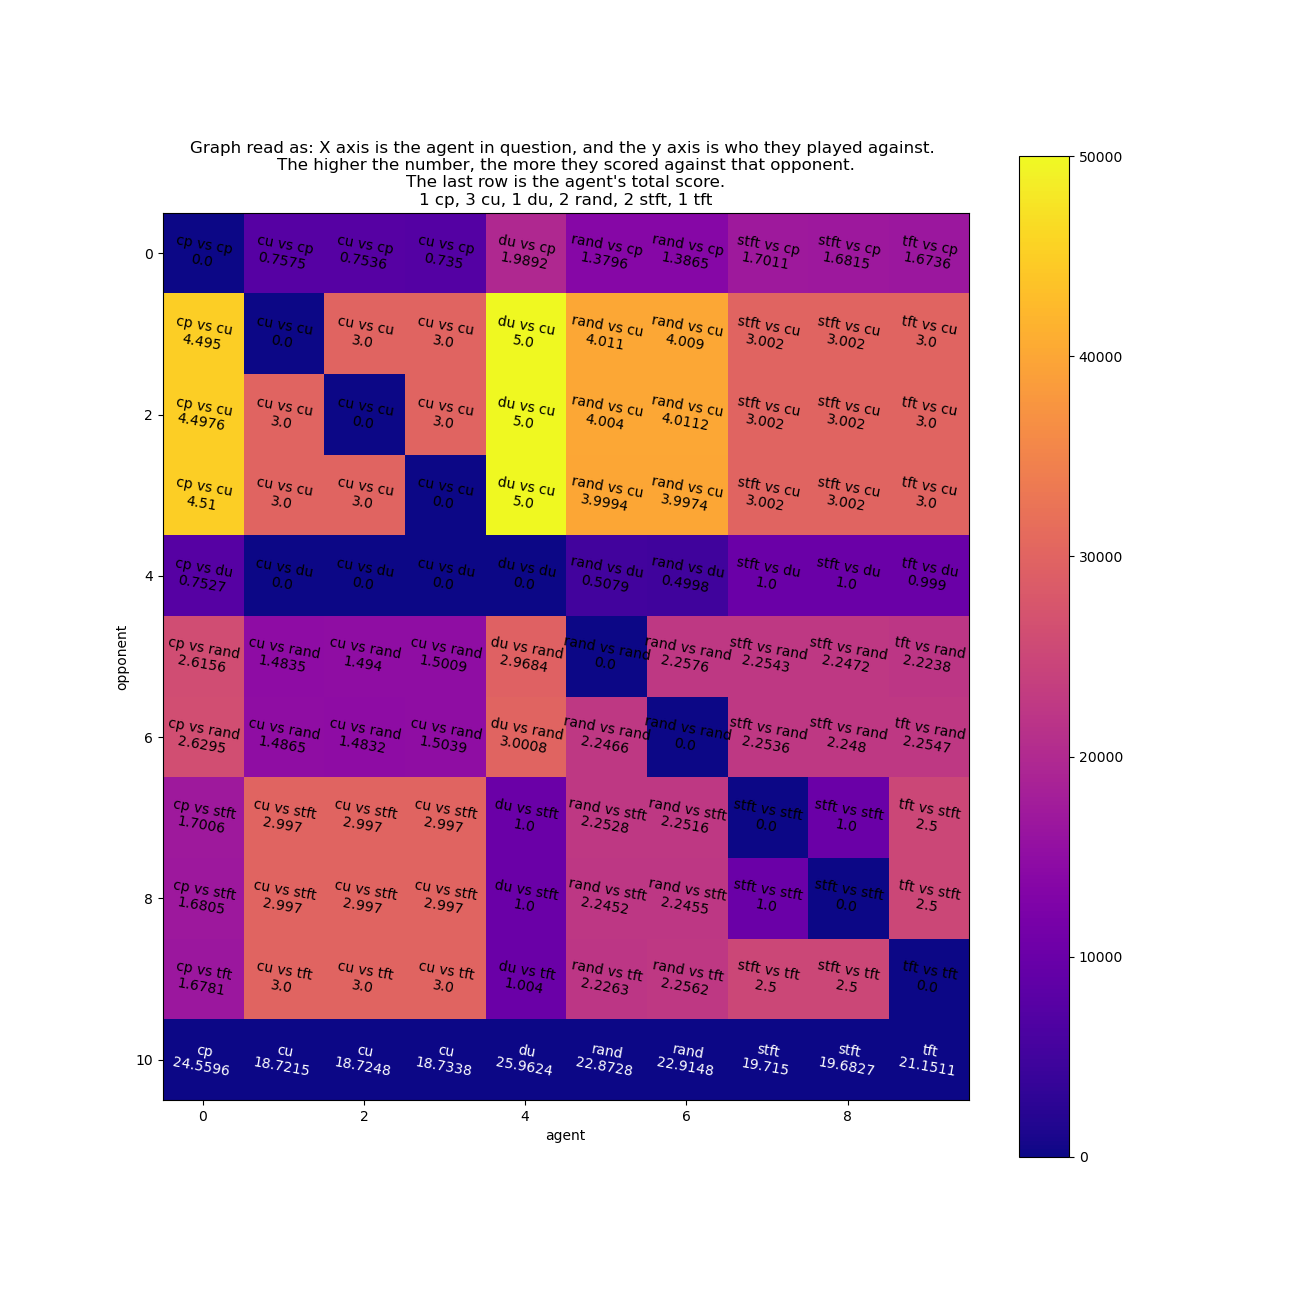 Graph read as: X axis is the agent in question, and the y axis is who they played against.
The higher the number, the more they scored against that opponent.
The last row is the agent's total score.
1 cp, 3 cu, 1 du, 2 rand, 2 stft, 1 tft
50000
40000
30000
20000
10000
0
opponent
0
2
4
6
8
10
cp vs cp cu vs cp cu vs cp cu vs cp du vs cp rand vs cp rand vs cp stft vs cp stft vs cp tft vs cp
0.0 0.7575 0.7536 0.735 1.9892 1.3796 1.3865 1.7011 1.6815 1.6736
cp vs cu cu vs cu cu vs cu cu vs cu du vs cu rand vs cu rand vs cu stft vs cu stft vs cu tft vs cu
4.495 0.0 3.0 3.0 5.0 4.011 4.009 3.002 3.002 3.0
cp vs cu cu vs cu cu vs cu cu vs cu du vs cu rand vs cu rand vs cu stft vs cu stft vs cu tft vs cu
4.4976 3.0 0.0 3.0 5.0 4.004 4.0112 3.002 3.002 3.0
cp vs cu cu vs cu cu vs cu cu vs cu du vs cu rand vs cu rand vs cu stft vs cu stft vs cu tft vs cu
4.51 3.0 3.0 0.0 5.0 3.9994 3.9974 3.002 3.002 3.0
cp vs du cu vs du cu vs du cu vs du du vs du rand vs du rand vs du stft vs du stft vs du tft vs du
0.7527 0.0 0.0 0.0 0.0 0.5079 0.4998 1.0 1.0 0.999
cp vs rand cu vs rand cu vs rand cu vs rand du vs rand rand vs rand rand vs rand stft vs rand stft vs rand tft vs rand
2.6156 1.4835 1.494 1.5009 2.9684 0.0 2.2576 2.2543 2.2472 2.2238
cp vs rand cu vs rand cu vs rand cu vs rand du vs rand rand vs rand rand vs rand stft vs rand stft vs rand tft vs rand
2.6295 1.4865 1.4832 1.5039 3.0008 2.2466 0.0 2.2536 2.248 2.2547
cp vs stft cu vs stft cu vs stft cu vs stft du vs stft rand vs stft rand vs stft stft vs stft stft vs stft tft vs stft
1.7006 2.997 2.997 2.997 1.0 2.2528 2.2516 0.0 1.0 2.5
cp vs stft cu vs stft cu vs stft cu vs stft du vs stft rand vs stft rand vs stft stft vs stft stft vs stft tft vs stft
1.6805 2.997 2.997 2.997 1.0 2.2452 2.2455 1.0 0.0 2.5
cp vs tft cu vs tft cu vs tft cu vs tft du vs tft rand vs tft rand vs tft stft vs tft stft vs tft tft vs tft
1.6781 3.0 3.0 3.0 1.004 2.2263 2.2562 2.5 2.5 0.0
cp cu cu cu du rand rand stft stft tft
24.5596 18.7215 18.7248 18.7338 25.9624 22.8728 22.9148 19.715 19.6827 21.1511
0 2 4 6 8
agent